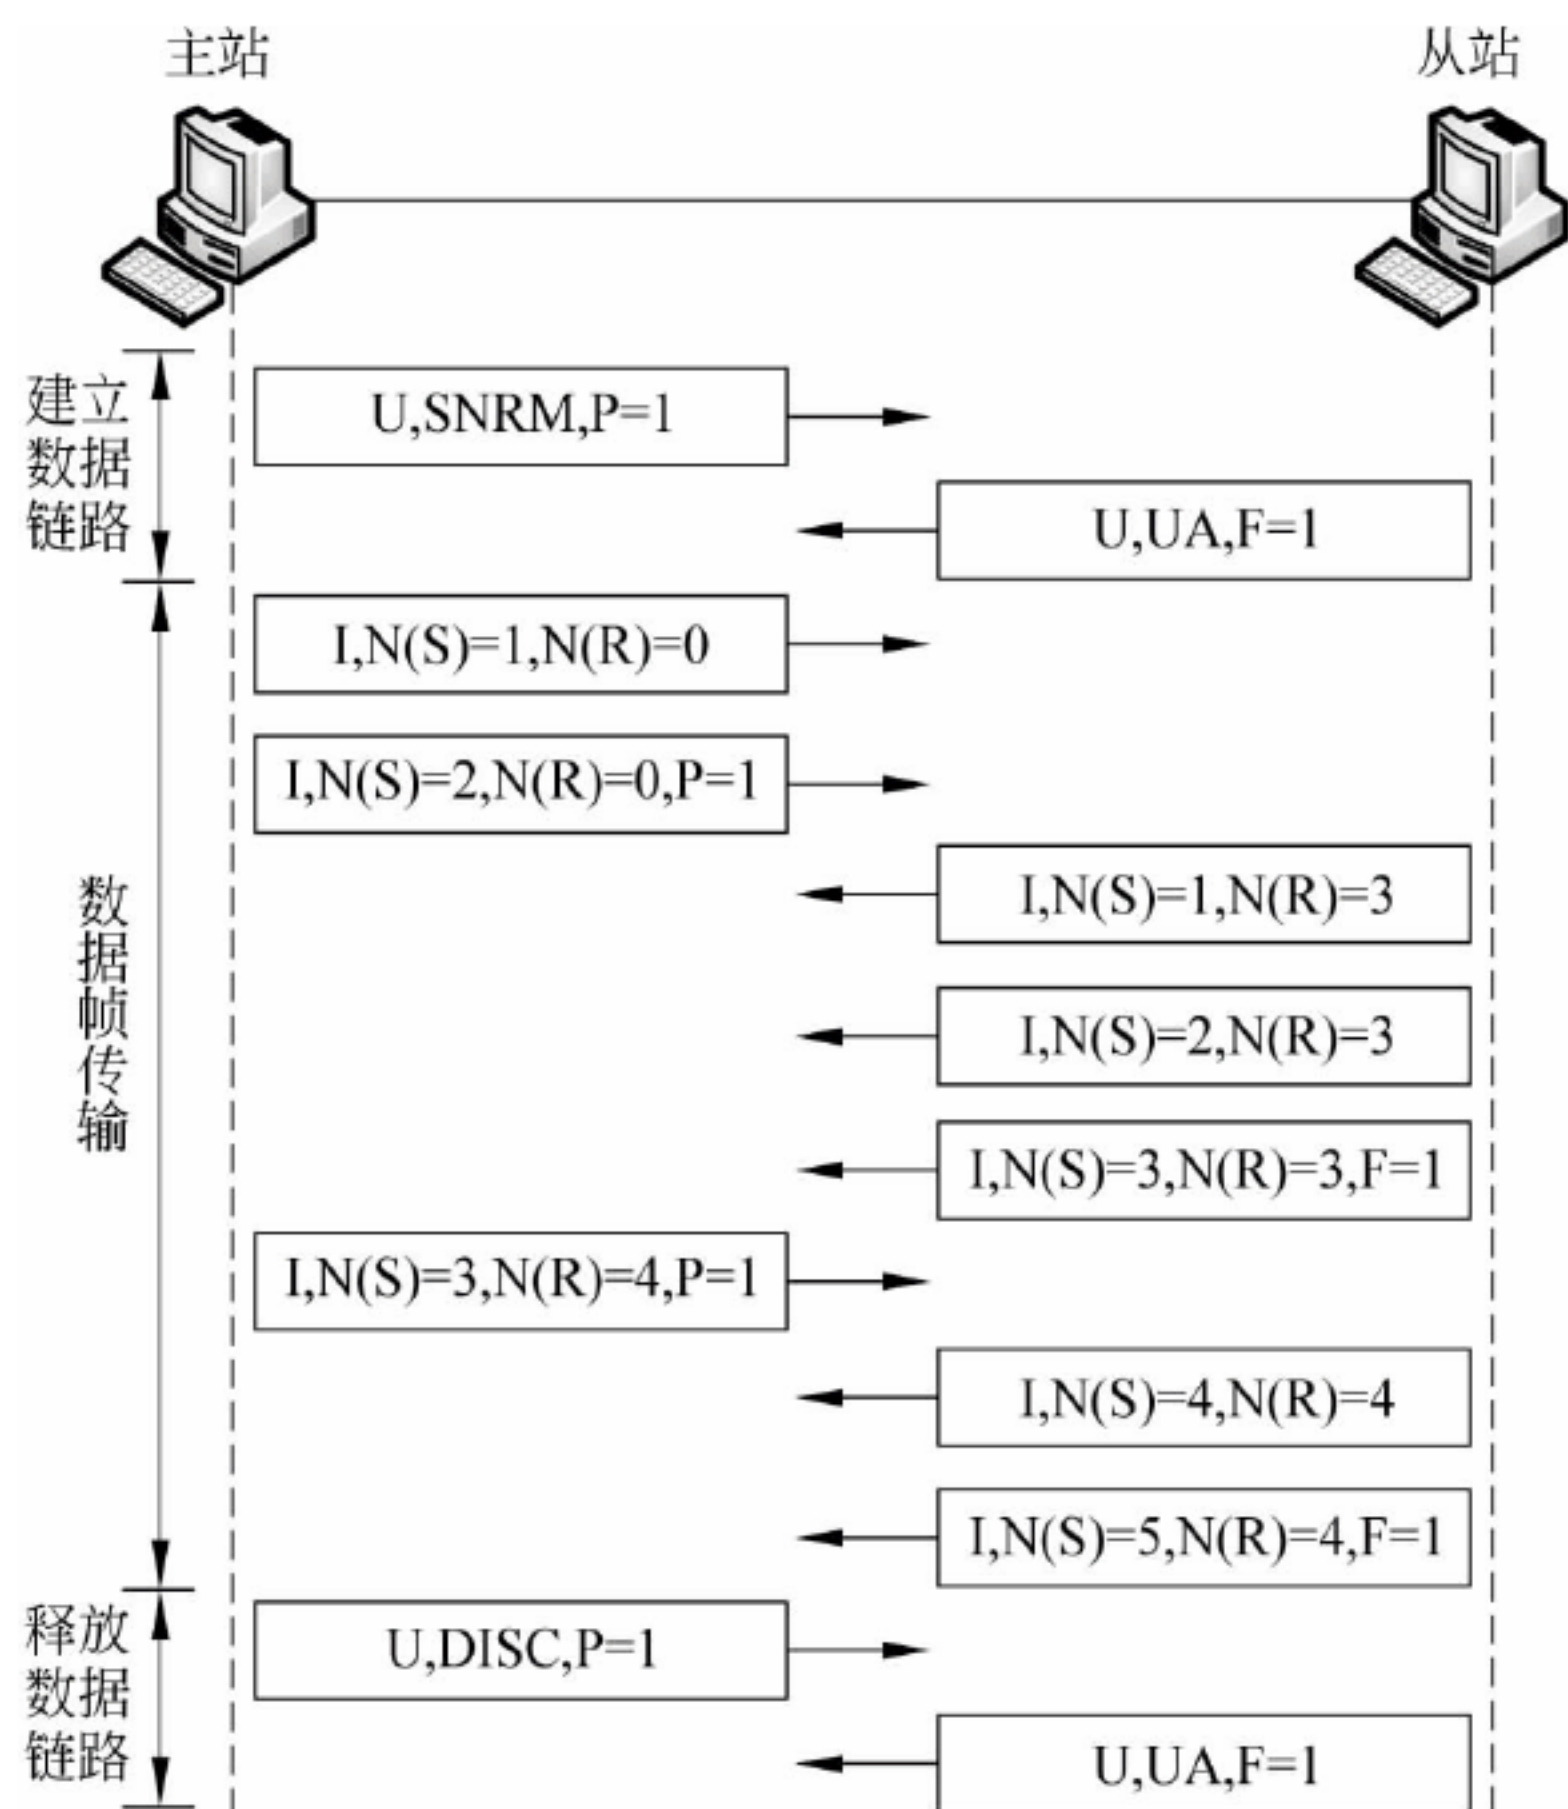 主站
从站
建立
数据
链路
U,SNRM,P=1
U,UA,F=1
数
据
帧
传
输
I,N(S)=1,N(R)=0
I,N(S)=2,N(R)=0,P=1
I,N(S)=1,N(R)=3
I,N(S)=2,N(R)=3
I,N(S)=3,N(R)=3,F=1
I,N(S)=3,N(R)=4,P=1
I,N(S)=4,N(R)=4
I,N(S)=5,N(R)=4,F=1
释放
数据
链路
U,DISC,P=1
U,UA,F=1